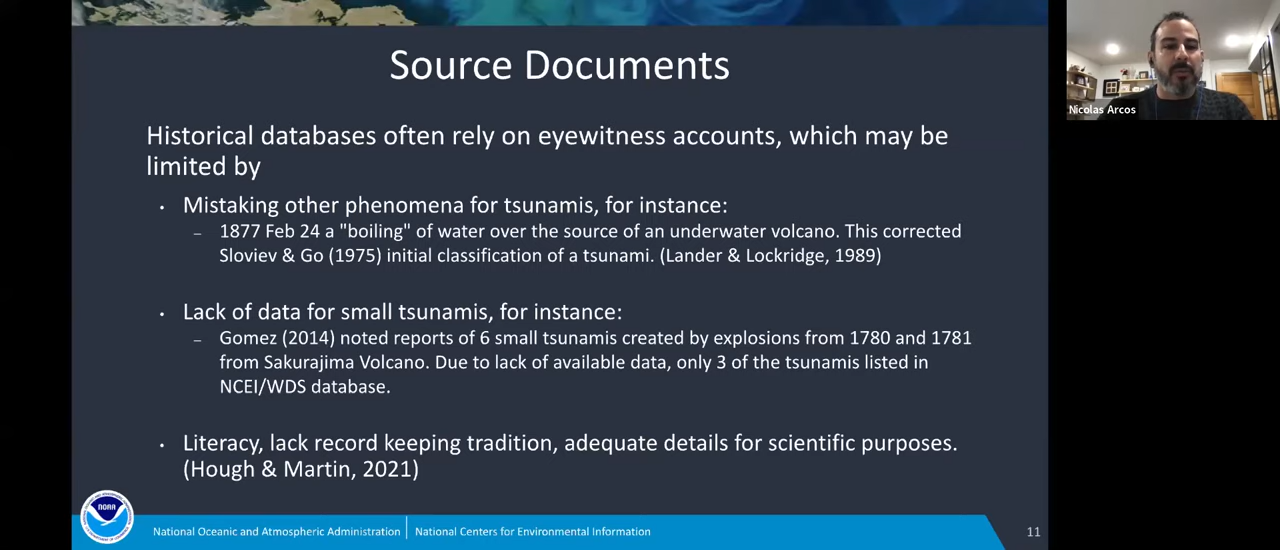 Source Documents
Historical databases often rely on eyewitness accounts, which may be
limited by
• Mistaking other phenomena for tsunamis, for instance:
– 1877 Feb 24 a "boiling" of water over the source of an underwater volcano. This corrected
Sloviev & Go (1975) initial classification of a tsunami. (Lander & Lockridge, 1989)
• Lack of data for small tsunamis, for instance:
– Gomez (2014) noted reports of 6 small tsunamis created by explosions from 1780 and 1781
from Sakurajima Volcano. Due to lack of available data, only 3 of the tsunamis listed in
NCEI/WDS database.
• Literacy, lack record keeping tradition, adequate details for scientific purposes.
(Hough & Martin, 2021)
NOAA
National Oceanic and Atmospheric Administration | National Centers for Environmental Information
11
Nicolas Arcos